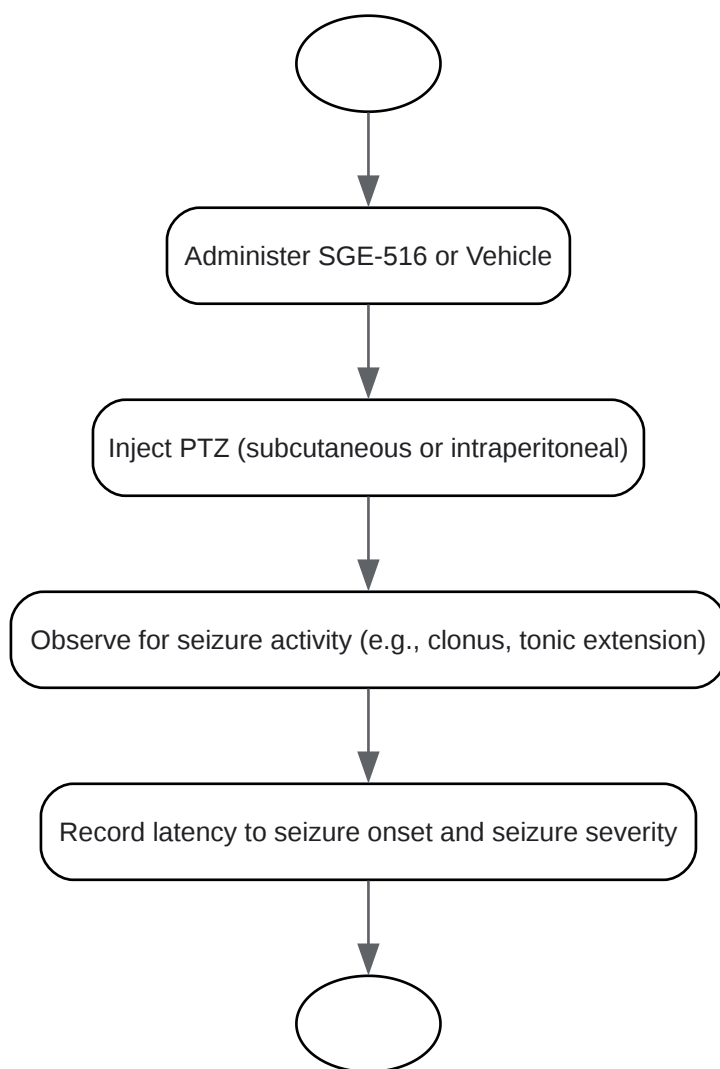 Administer SGE-516 or Vehicle
Inject PTZ (subcutaneous or intraperitoneal)
Observe for seizure activity (e.g., clonus, tonic extension)
Record latency to seizure onset and seizure severity